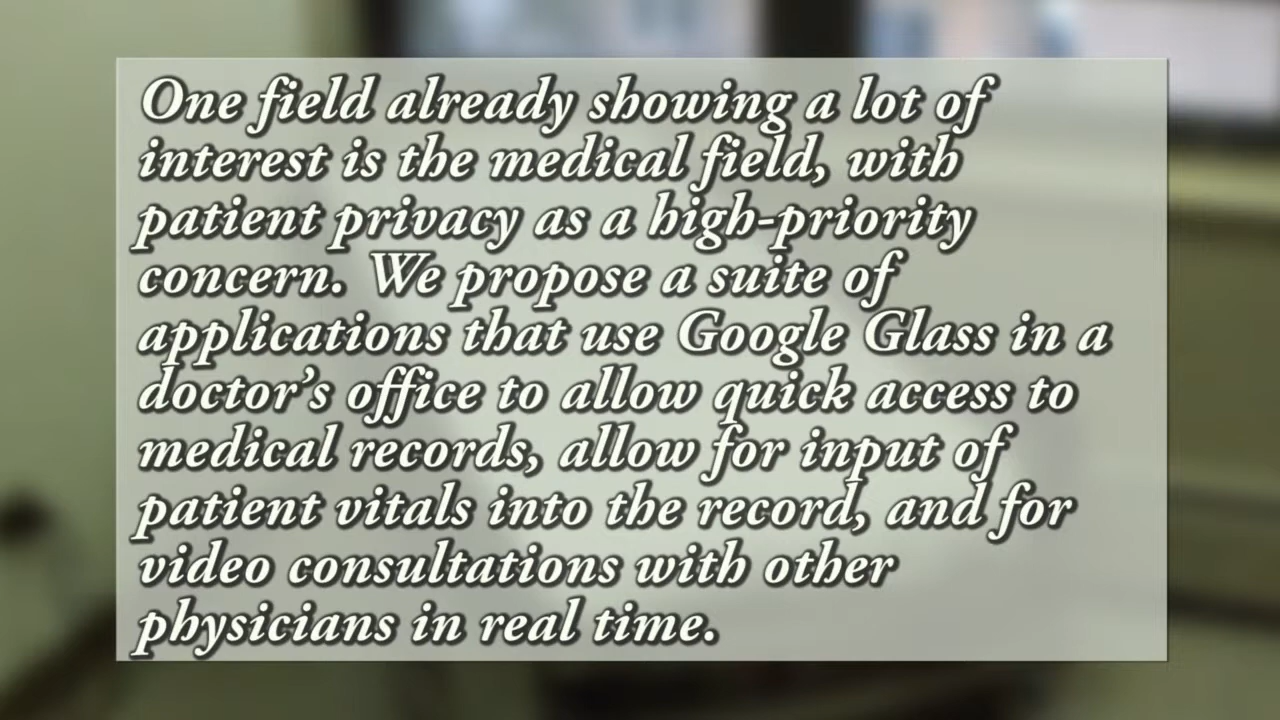 One field already showing a lot of
interest is the medical field, with
patient privacy as a high-priority
concern. We propose a suite of
applications that use Google Glass in a
doctor's office to allow quick access to
medical records, allow for input of
patient vitals into the record, and for
video consultations with other
physicians in real time.